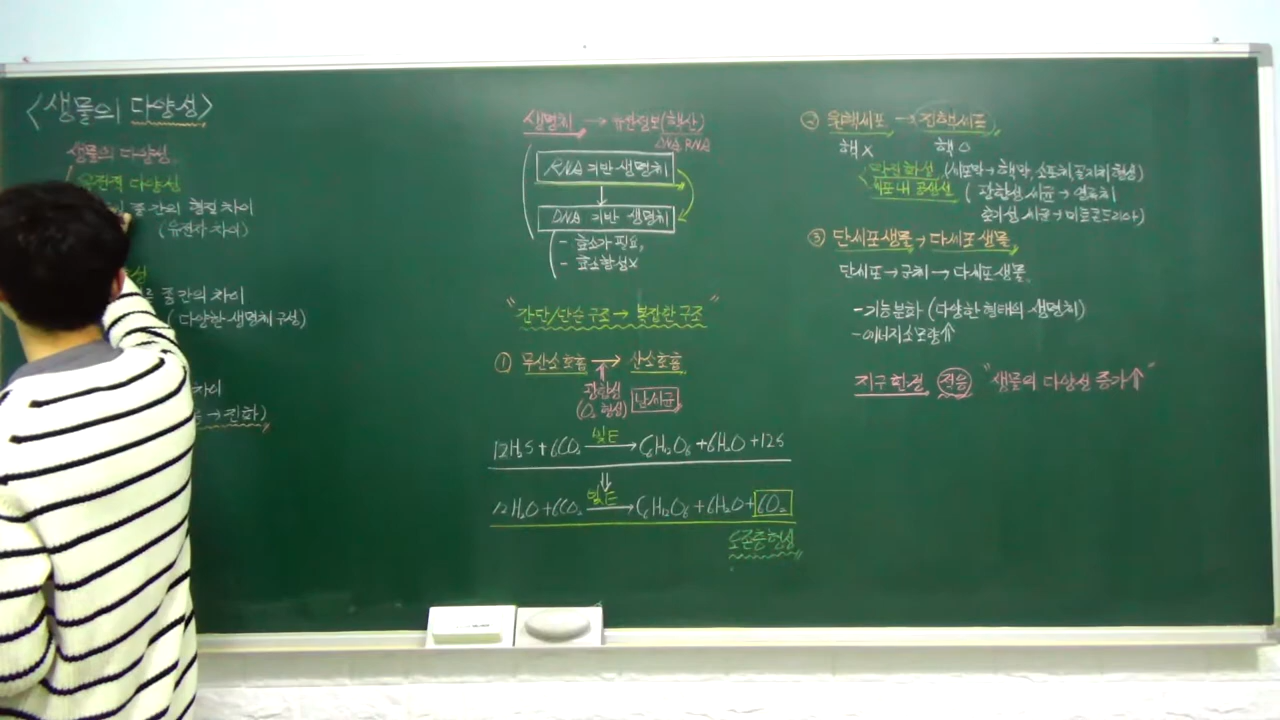 <생물의 다양성>
생물의 다양성
유전적 다양성
종간의 형질 차이
(유전자 차이)
종간의 차이
(다양한 생명체 구성)
차이
→ 진화)
생명체 → 유전정보(핵산)
DNA RNA
RNA 기반 생명체
DNA 기반 생명체
- 효소가 필요
- 효소합성X
"간단/단순 구조 → 복잡한 구조"
① 무산소호흡 → 산소호흡
광합성
(O₂ 형성) 남세균
12H₂S + 6CO₂ 빛E → C₆H₁₂O₆ + 6H₂O + 12S
⇓
12H₂O + 6CO₂ 빛E → C₆H₁₂O₆ + 6H₂O + 6O₂
오존층형성
② 원핵세포 → 진핵세포
핵 X 핵 O
막진화설 (세포막 → 핵막, 소포체 골지체 형성)
세포내 공생설 (광합성 세균 → 엽록체
호기성 세균 → 미토콘드리아)
③ 단세포생물 → 다세포생물
단세포 → 군체 → 다세포생물
- 기능분화 (다양한 형태의 생명체)
- 에너지소모량↑
지구환경 적응 "생물의 다양성 증가↑"